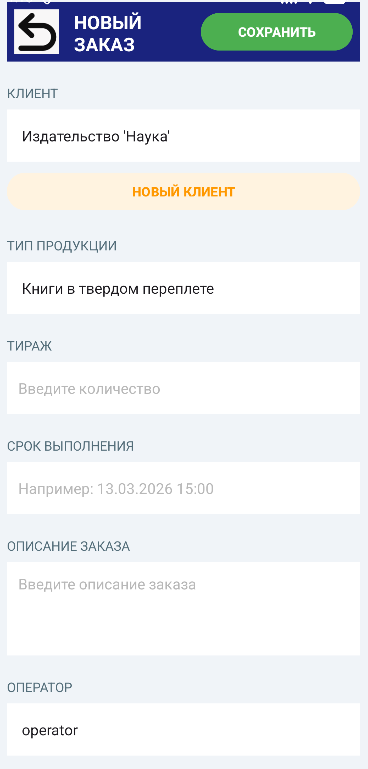 НОВЫЙ
ЗАКАЗ
СОХРАНИТЬ
КЛИЕНТ
Издательство 'Наука'
НОВЫЙ КЛИЕНТ
ТИП ПРОДУКЦИИ
Книги в твердом переплете
ТИРАЖ
Введите количество
СРОК ВЫПОЛНЕНИЯ
Например: 13.03.2026 15:00
ОПИСАНИЕ ЗАКАЗА
Введите описание заказа
ОПЕРАТОР
operator